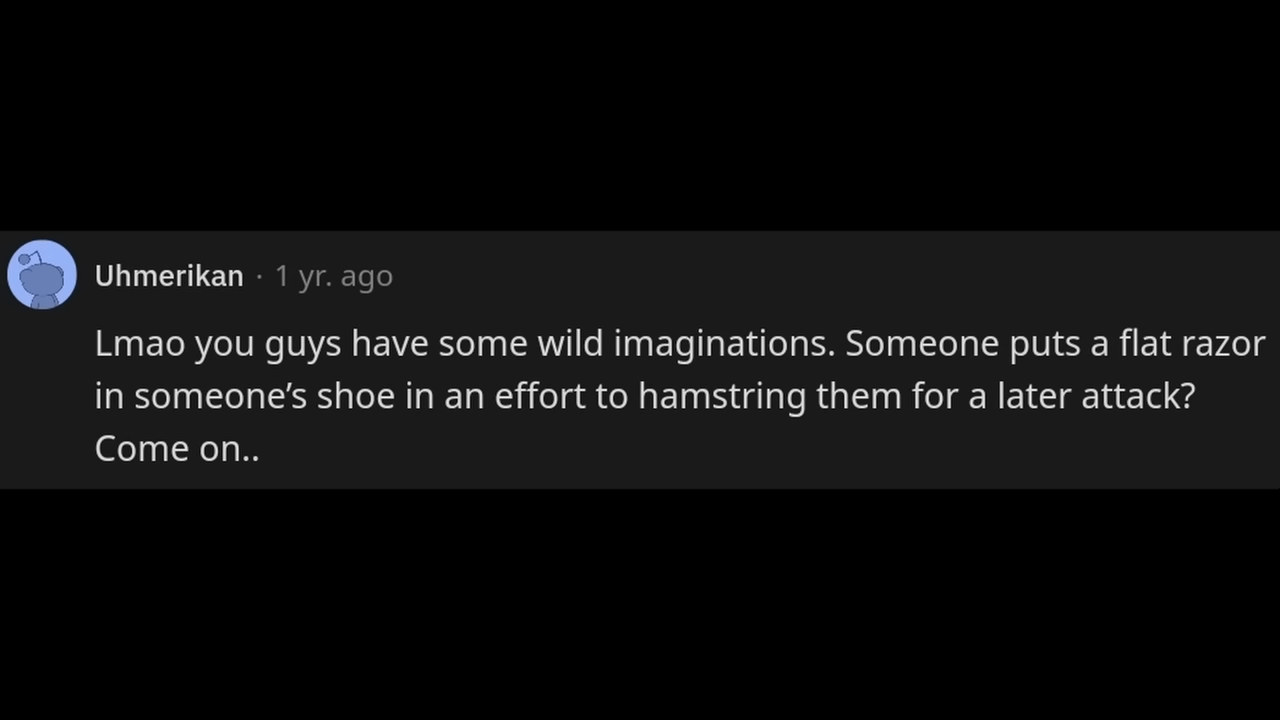 Uhmerikan · 1 yr. ago
Lmao you guys have some wild imaginations. Someone puts a flat razor
in someone’s shoe in an effort to hamstring them for a later attack?
Come on..